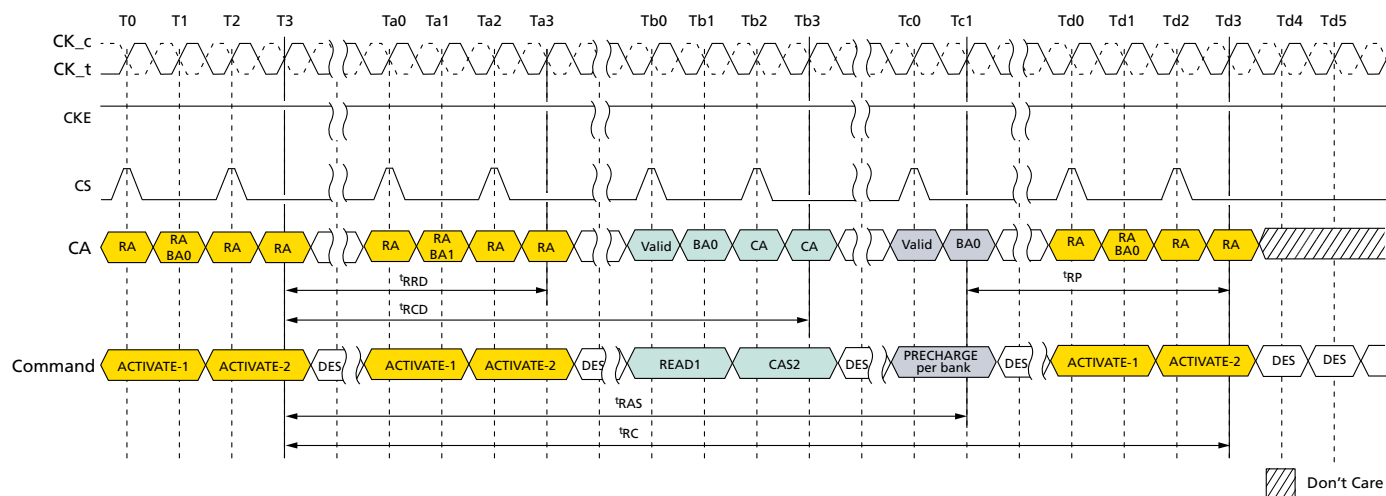 T0 T1 T2 T3 Ta0 Ta1 Ta2 Ta3 Tb0 Tb1 Tb2 Tb3 Tc0 Tc1 Td0 Td1 Td2 Td3 Td4 Td5
CK_c
CK_t
CKE
CS
CA RA RA BA0 RA RA RA RA BA1 RA RA Valid BA0 CA CA Valid BA0 RA RA BA0 RA RA
tRRD tRP
tRCD
Command ACTIVATE-1 ACTIVATE-2 DES ACTIVATE-1 ACTIVATE-2 DES READ1 CAS2 DES PRECHARGE per bank DES ACTIVATE-1 ACTIVATE-2 DES DES
tRAS
tRC
Don't Care